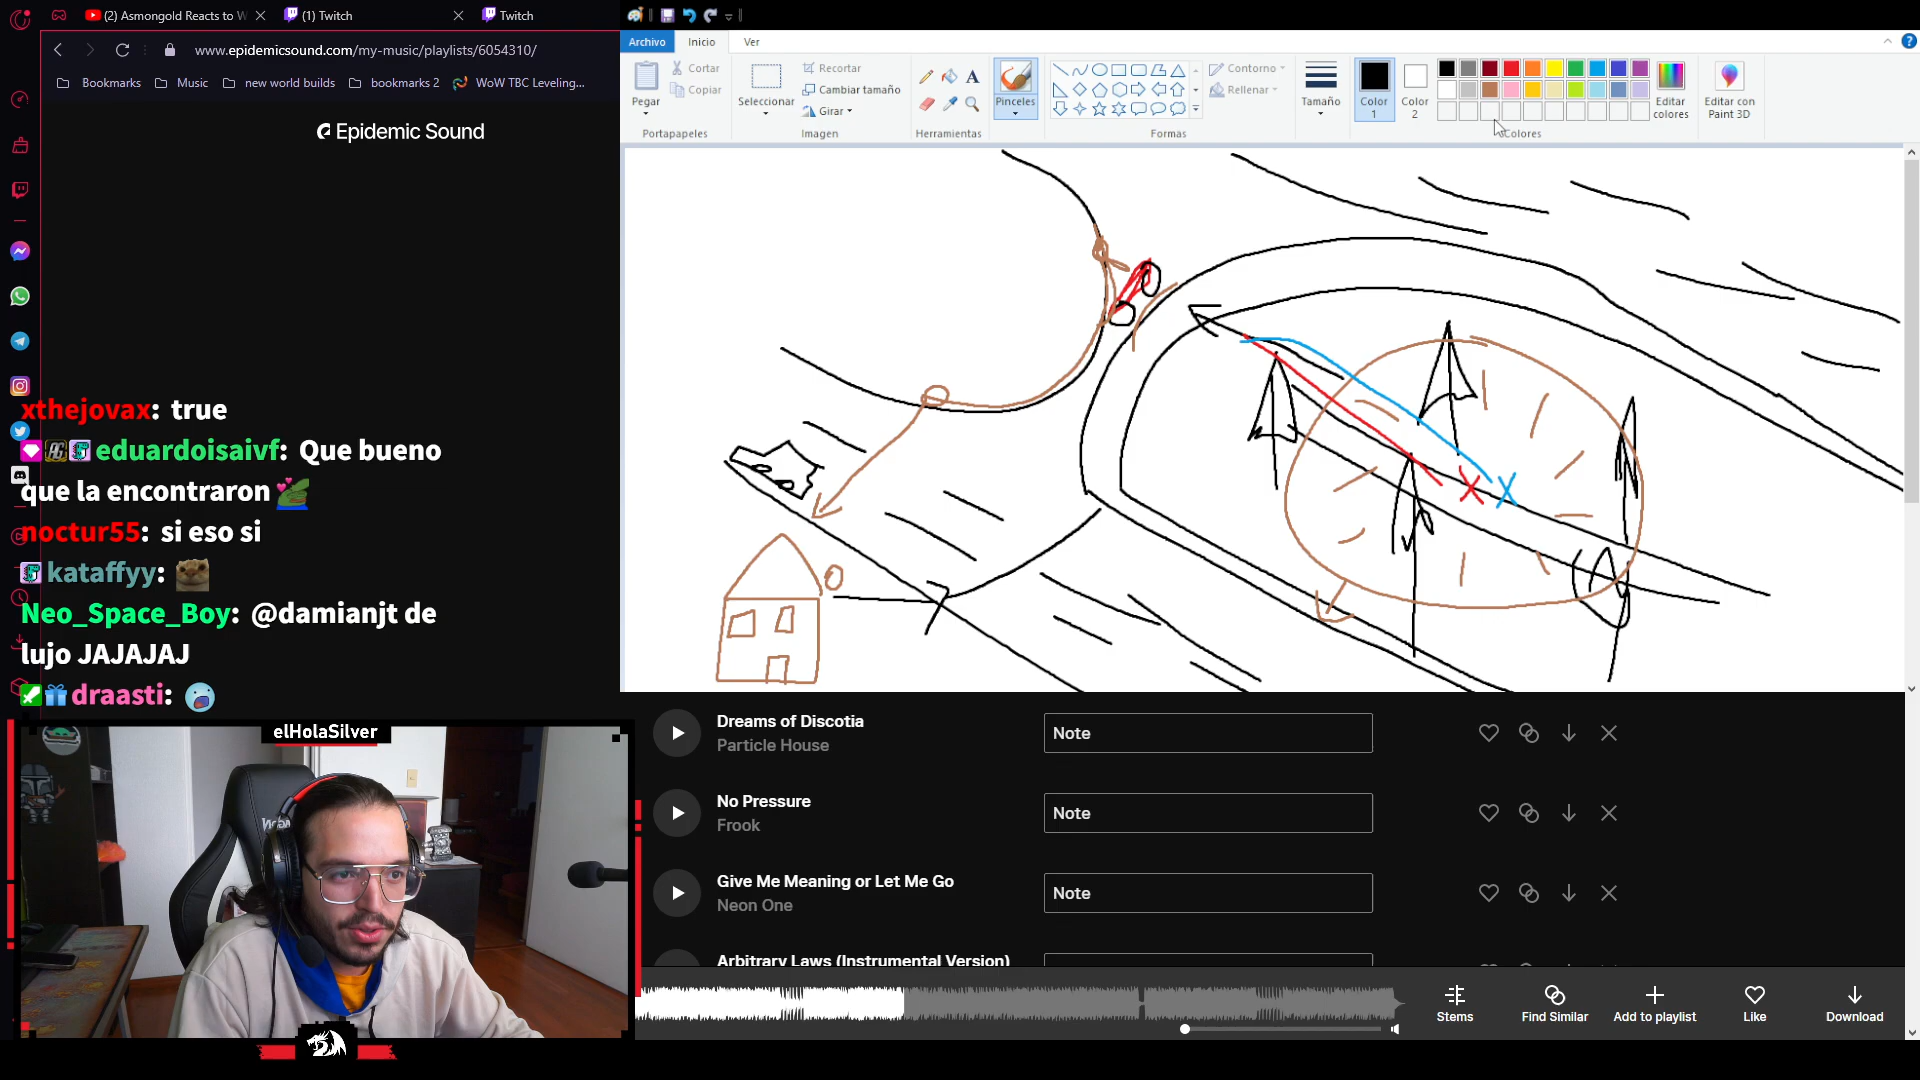 (2) Asmongold Reacts to W
(1) Twitch
Twitch
www.epidemicsound.com/my-music/playlists/6054310/
Bookmarks
Music
new world builds
bookmarks 2
WoW TBC Leveling...
Epidemic Sound
Archivo
Inicio
Ver
Pegar
Cortar
Copiar
Portapapeles
Seleccionar
Recortar
Cambiar tamaño
Girar
Imagen
Herramientas
Pinceles
Contorno
Rellenar
Formas
Tamaño
Color
1
Color
2
Editar
colores
Colores
Editar con
Paint 3D
xthejovax: true
eduardoisaivf: Que bueno
que la encontraron
noctur55: si eso si
kataffyy:
Neo_Space_Boy: @damianjt de
lujo JAJAJAJ
draasti:
elHolaSilver
X X
Dreams of Discotia
Particle House
Note
No Pressure
Frook
Note
Give Me Meaning or Let Me Go
Neon One
Note
Arbitrary Laws (Instrumental Version)
Stems
Find Similar
Add to playlist
Like
Download